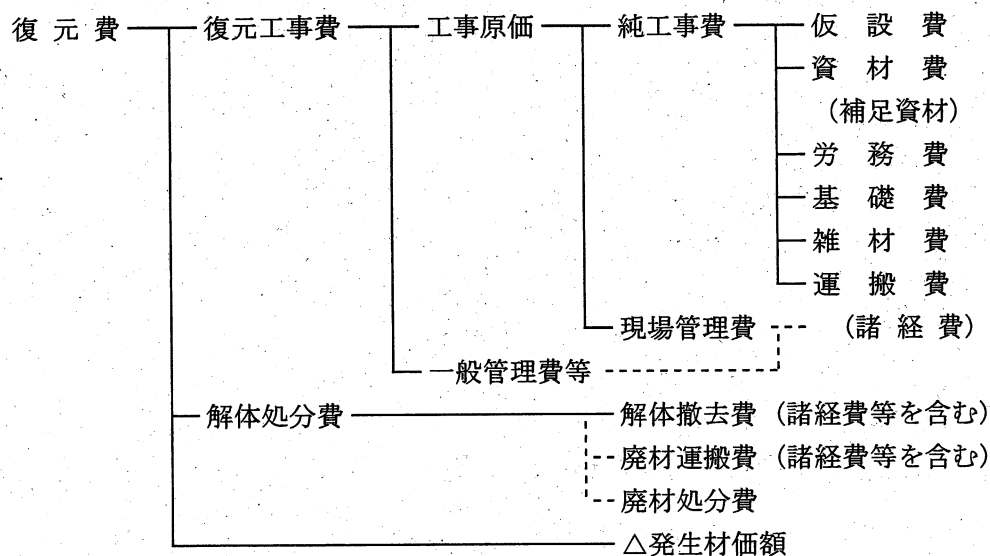 復元費 復元工事費 工事原価 純工事費 仮設費
資材費
(補足資材)
労務費
基礎費
雑材費
運搬費
現場管理費 (諸経費)
一般管理費等
解体処分費 解体撤去費 (諸経費等を含む)
廃材運搬費 (諸経費等を含む)
廃材処分費
△発生材価額